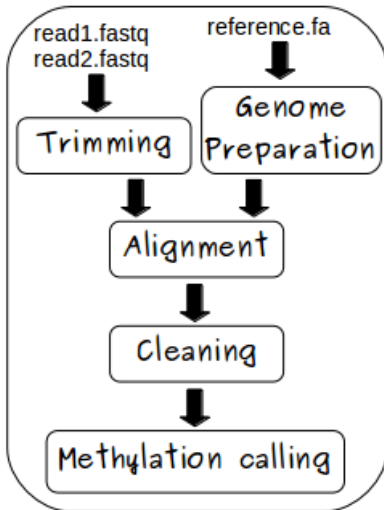 read1.fastq
read2.fastq
reference.fa
Trimming
Genome
Preparation
Alignment
Cleaning
Methylation calling